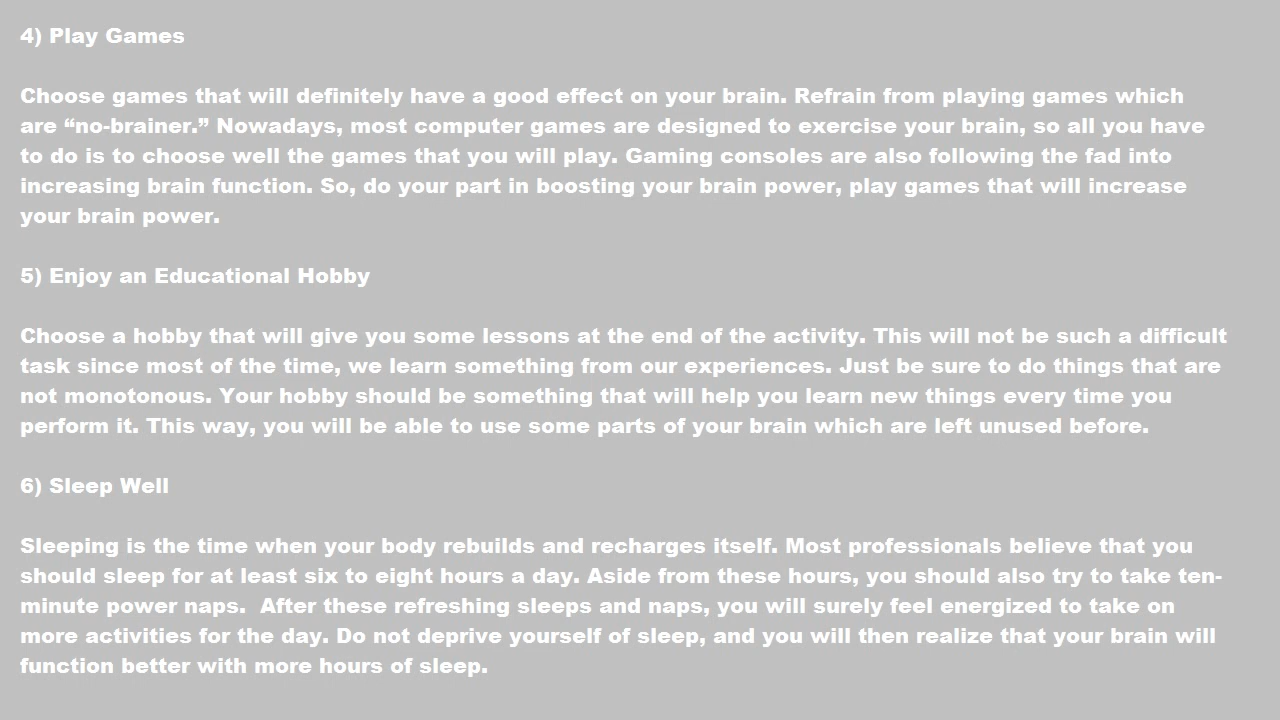 4) Play Games
Choose games that will definitely have a good effect on your brain. Refrain from playing games which
are “no-brainer.” Nowadays, most computer games are designed to exercise your brain, so all you have
to do is to choose well the games that you will play. Gaming consoles are also following the fad into
increasing brain function. So, do your part in boosting your brain power, play games that will increase
your brain power.
5) Enjoy an Educational Hobby
Choose a hobby that will give you some lessons at the end of the activity. This will not be such a difficult
task since most of the time, we learn something from our experiences. Just be sure to do things that are
not monotonous. Your hobby should be something that will help you learn new things every time you
perform it. This way, you will be able to use some parts of your brain which are left unused before.
6) Sleep Well
Sleeping is the time when your body rebuilds and recharges itself. Most professionals believe that you
should sleep for at least six to eight hours a day. Aside from these hours, you should also try to take ten-
minute power naps.  After these refreshing sleeps and naps, you will surely feel energized to take on
more activities for the day. Do not deprive yourself of sleep, and you will then realize that your brain will
function better with more hours of sleep.